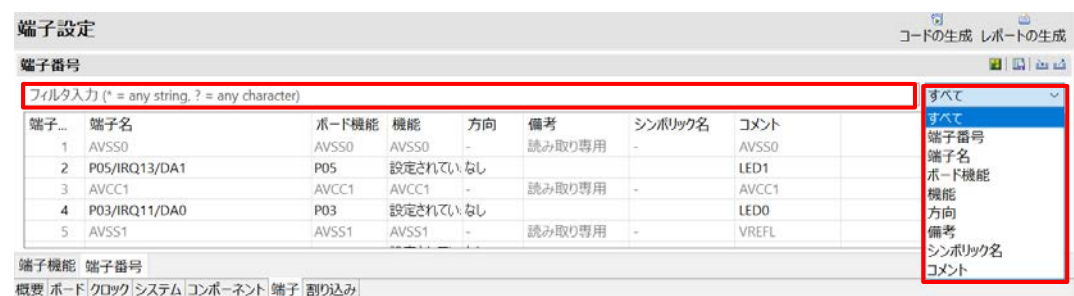 端子設定
コードの生成 レポートの生成
端子番号
フィルタ入力 (* = any string, ? = any character)
すべて
端子... 端子名 ボード機能 機能 方向 備考 シンボリック名 コメント
1 AVSS0 AVSS0 AVSS0 - 読み取り専用 - AVSS0
2 P05/IRQ13/DA1 P05 設定されてい なし LED1
3 AVCC1 AVCC1 AVCC1 - 読み取り専用 - AVCC1
4 P03/IRQ11/DA0 P03 設定されてい なし LED0
5 AVSS1 AVSS1 AVSS1 - 読み取り専用 - VREFL
すべて
端子番号
端子名
ボード機能
機能
方向
備考
シンボリック名
コメント
端子機能 端子番号
概要 ボード クロック システム コンポーネント 端子 割り込み